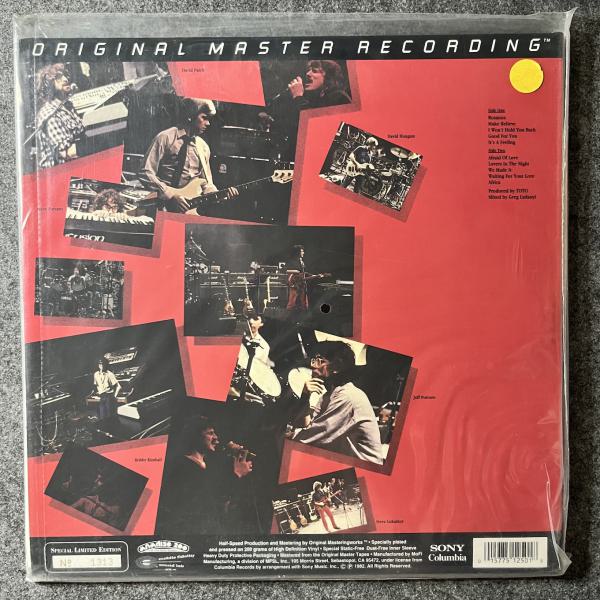 ORIGINAL MASTER RECORDING™
David Paich
David Hungate
Side One
Rosanna
Make Believe
I Won't Hold You Back
Good For You
It's A Feeling
Side Two
Afraid Of Love
Lovers In The Night
We Made It
Waiting For Your Love
Africa
Produced by TOTO
Mixed by Greg Ladanyi
Steve Porcaro
Jeff Porcaro
Bobby Kimball
Steve Lukather
SPECIAL LIMITED EDITION
Nº
Half-Speed Production and Mastering by Original Masteringworks™ • Specially plated
and pressed on 200 grams of High Definition Vinyl • Special Static-Free Dust-Free Inner Sleeve
Heavy Duty Protective Packaging • Mastered from the Original Master Tapes • Manufactured by MoFi
Manufacturing, a division of MFSL, Inc., 105 Morris Street, Sebastopol, CA 95472, under license from
Columbia Records by arrangement with Sony Music, Inc., Ⓒ Ⓟ 1982. All rights reserved.
SONY
Columbia
0 15775 12501